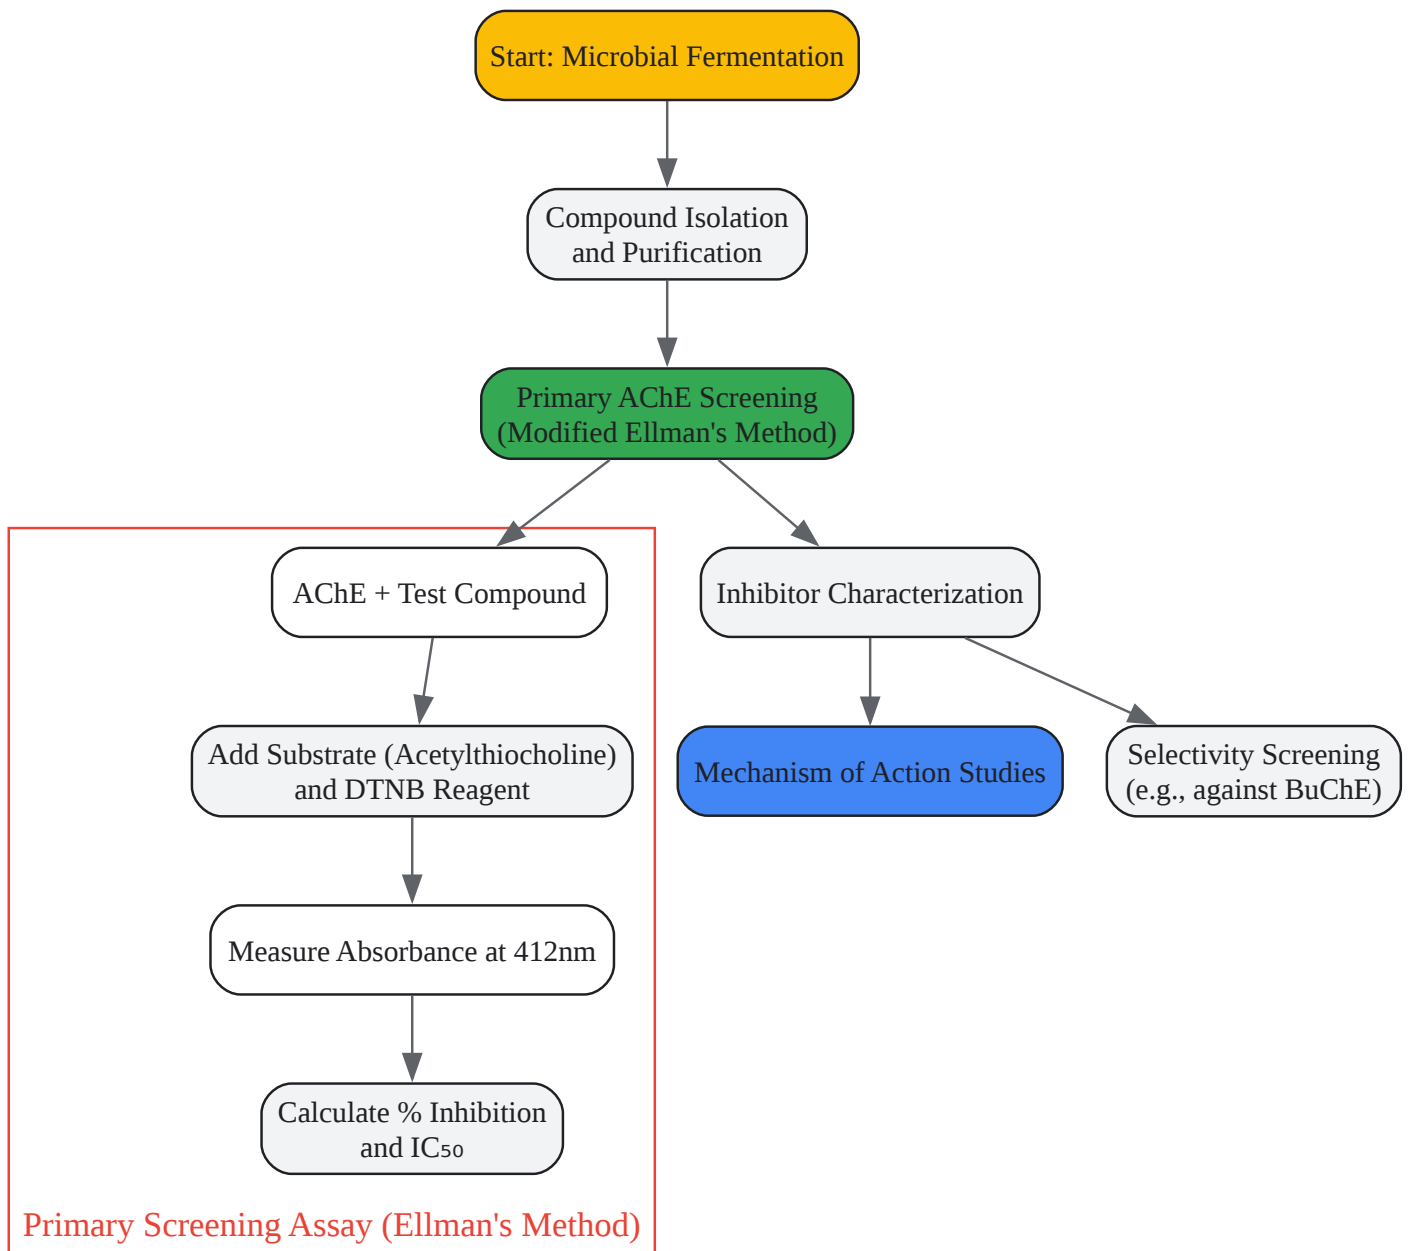 Start: Microbial Fermentation
Compound Isolation
and Purification
Primary AChE Screening
(Modified Ellman's Method)
AChE + Test Compound
Inhibitor Characterization
Add Substrate (Acetylthiocholine)
and DTNB Reagent
Mechanism of Action Studies
Selectivity Screening
(e.g., against BuChE)
Measure Absorbance at 412nm
Calculate % Inhibition
and IC₅₀
Primary Screening Assay (Ellman's Method)